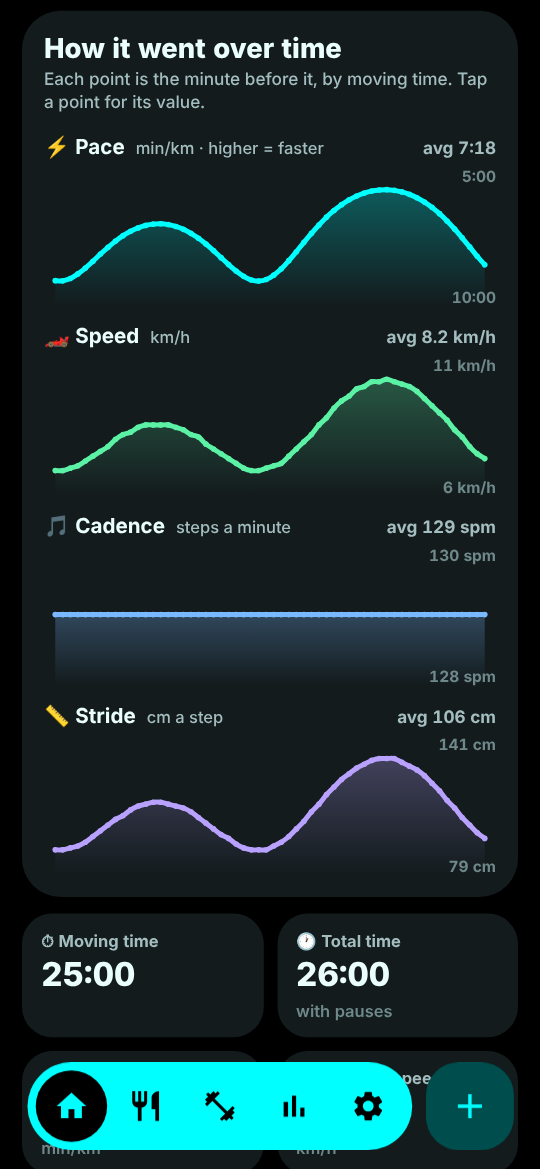 How it went over time
Each point is the minute before it, by moving time. Tap
a point for its value.
⚡ Pace min/km · higher = faster avg 7:18
5:00
10:00
🏎️ Speed km/h avg 8.2 km/h
11 km/h
6 km/h
🎵 Cadence steps a minute avg 129 spm
130 spm
128 spm
📏 Stride cm a step avg 106 cm
141 cm
79 cm
⏱ Moving time
25:00
🕐 Total time
26:00
with pauses
min/km
km/h